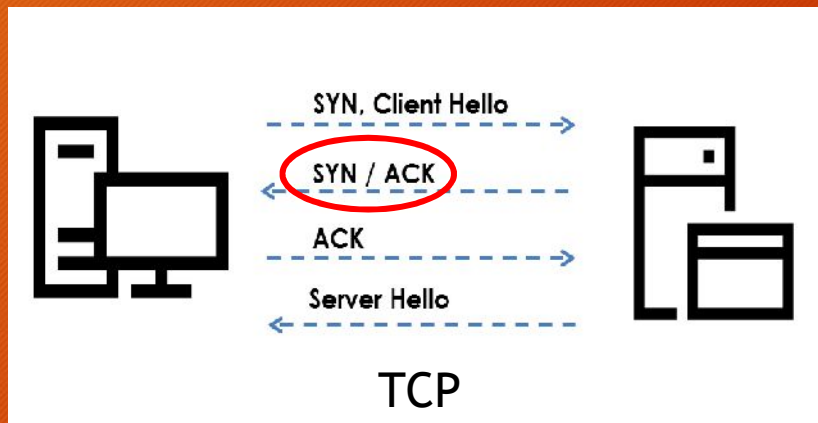 SYN, Client Hello
SYN / ACK
ACK
Server Hello
TCP